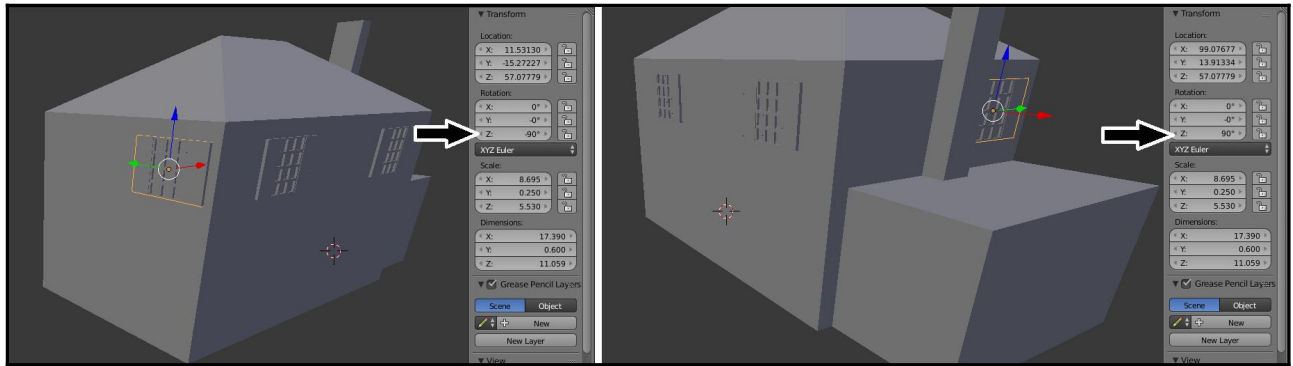 ▼ Transform
Location:
X: 11.53130
Y: -15.27227
Z: 57.07779
Rotation:
X: 0°
Y: -0°
Z: -90°
XYZ Euler
Scale:
X: 8.695
Y: 0.250
Z: 5.530
Dimensions:
X: 17.390
Y: 0.600
Z: 11.059
▼ Grease Pencil Layers
Scene Object
New
New Layer
▼ View
▼ Transform
Location:
X: 99.07677
Y: 13.91334
Z: 57.07779
Rotation:
X: 0°
Y: -0°
Z: 90°
XYZ Euler
Scale:
X: 8.695
Y: 0.250
Z: 5.530
Dimensions:
X: 17.390
Y: 0.600
Z: 11.059
▼ Grease Pencil Layers
Scene Object
New
New Layer
▼ View